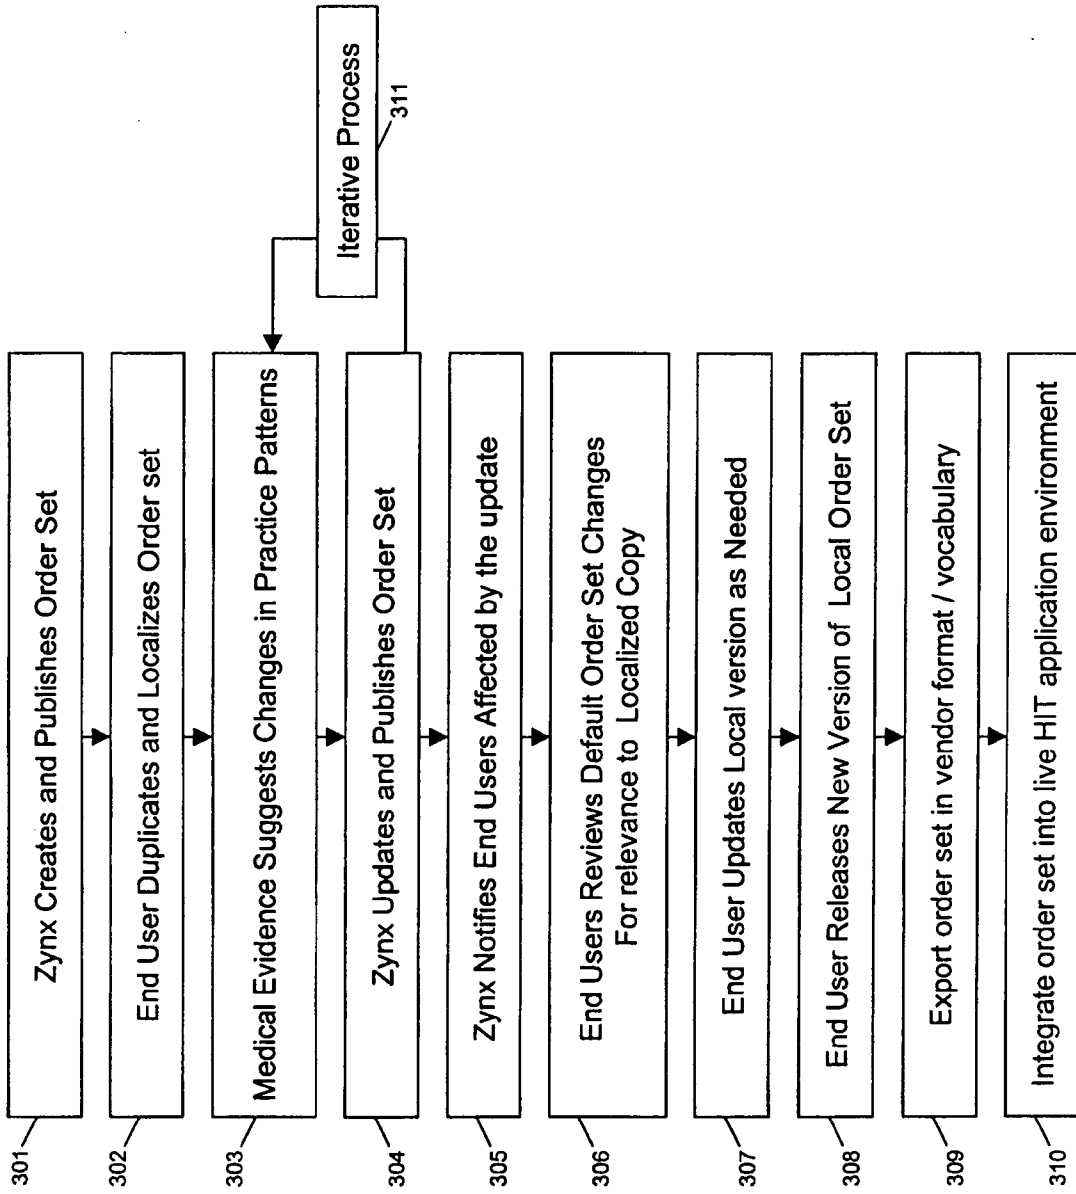 301
Zynx Creates and Publishes Order Set
302
End User Duplicates and Localizes Order set
303
Medical Evidence Suggests Changes in Practice Patterns
Iterative Process
311
304
Zynx Updates and Publishes Order Set
305
Zynx Notifies End Users Affected by the update
306
End Users Reviews Default Order Set Changes
For relevance to Localized Copy
307
End User Updates Local version as Needed
308
End User Releases New Version of Local Order Set
309
Export order set in vendor format / vocabulary
310
Integrate order set into live HIT application environment